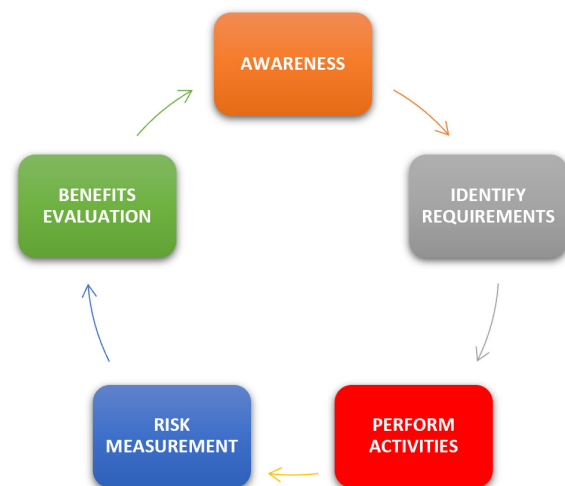 AWARENESS
IDENTIFY
REQUIREMENTS
PERFORM
ACTIVITIES
RISK
MEASUREMENT
BENEFITS
EVALUATION